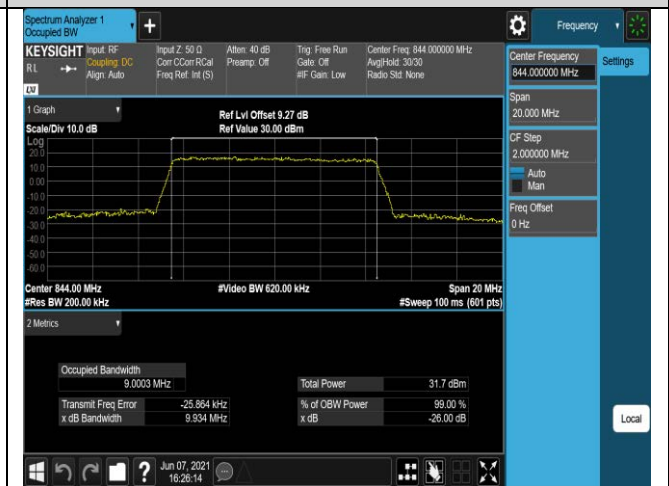 Spectrum Analyzer 1
Occupied BW
+
Frequency
KEYSIGHT
RL
LXI
Input: RF
Coupling: DC
Align: Auto
Input Z: 50 Ω
Corr CCorr RCal
Freq Ref: Int (S)
Atten: 40 dB
Preamp: Off
Trig: Free Run
Gate: Off
#IF Gain: Low
Center Freq: 844.000000 MHz
Avg|Hold: 30/30
Radio Std: None
Center Frequency
844.000000 MHz
Settings
Span
20.000 MHz
CF Step
2.000000 MHz
Auto
Man
Freq Offset
0 Hz
Local
1 Graph
Scale/Div 10.0 dB
Ref Lvl Offset 9.27 dB
Ref Value 30.00 dBm
Log
20.0
10.0
0.00
-10.0
-20.0
-30.0
-40.0
-50.0
-60.0
Center 844.00 MHz
#Video BW 620.00 kHz
Span 20 MHz
#Res BW 200.00 kHz
#Sweep 100 ms (601 pts)
2 Metrics
Occupied Bandwidth
9.0003 MHz
Total Power 31.7 dBm
Transmit Freq Error -25.864 kHz
% of OBW Power 99.00 %
x dB Bandwidth 9.934 MHz
x dB -26.00 dB
?
Jun 07, 2021
16:26:14